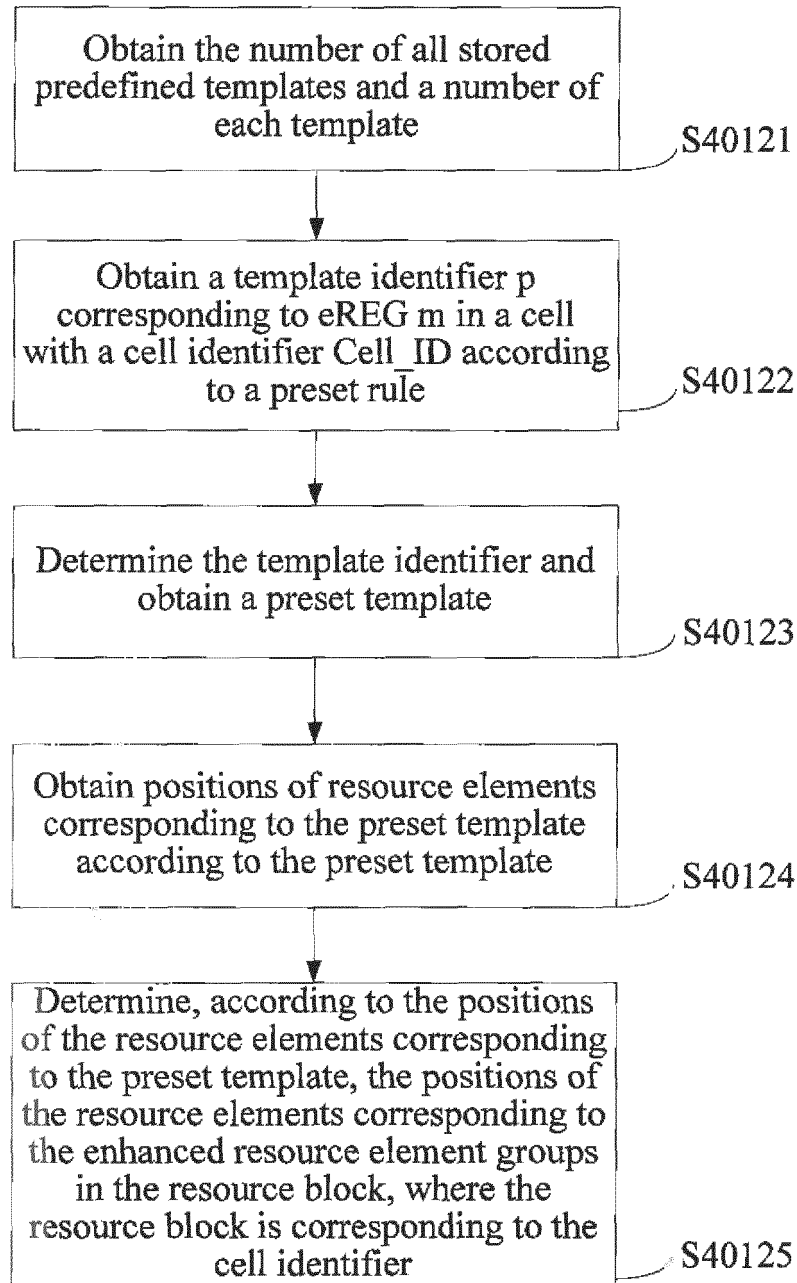 Obtain the number of all stored
predefined templates and a number of
each template
S40121
Obtain a template identifier p
corresponding to eREG m in a cell
with a cell identifier Cell_ID according
to a preset rule
S40122
Determine the template identifier and
obtain a preset template
S40123
Obtain positions of resource elements
corresponding to the preset template
according to the preset template
S40124
Determine, according to the positions
of the resource elements corresponding
to the preset template, the positions of
the resource elements corresponding to
the enhanced resource element groups
in the resource block, where the
resource block is corresponding to the
cell identifier
S40125